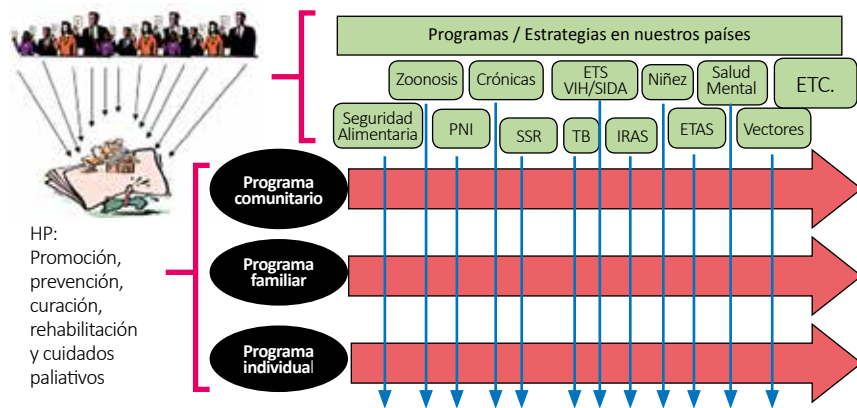 Programas / Estrategias en nuestros países
Zoonosis
Crónicas
ETS
VIH/SIDA
Niñez
Salud
Mental
ETC.
Seguridad
Alimentaria
PNI
SSR
TB
IRAS
ETAS
Vectores
Programa
comunitario
Programa
familiar
Programa
individual
HP:
Promoción,
prevención,
curación,
rehabilitación
y cuidados
paliativos